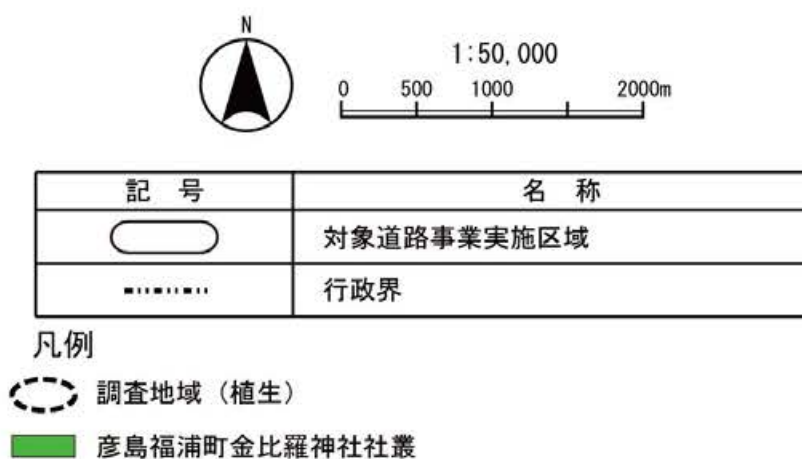 N
1:50,000
0 500 1000 2000m
記 号 名 称
対象道路事業実施区域
行政界
凡例
調査地域（植生）
彦島福浦町金比羅神社社叢